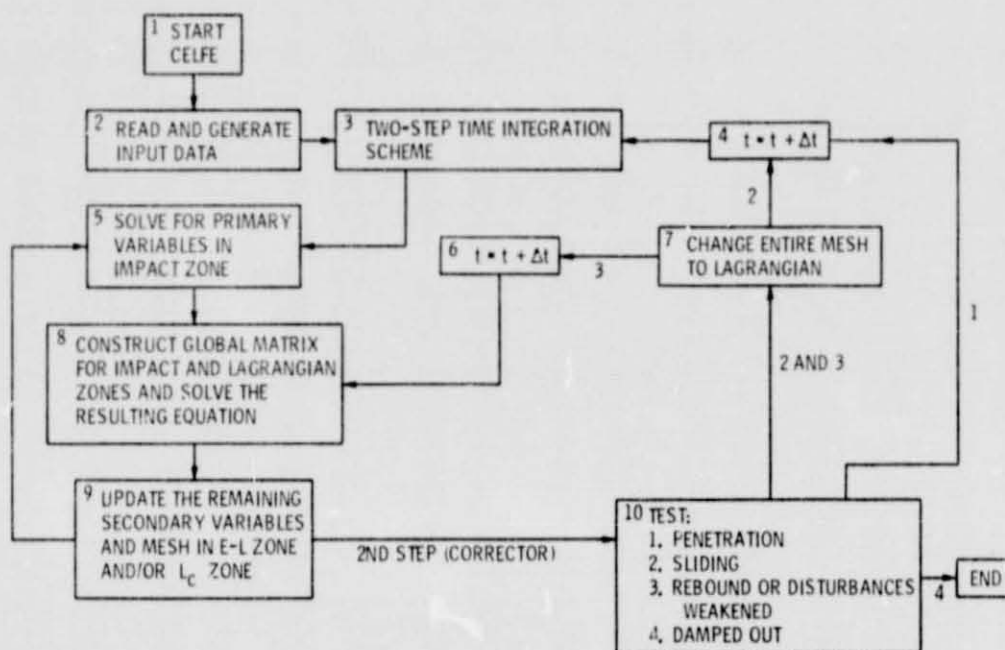 1 START
CELFE
2 READ AND GENERATE
INPUT DATA
3 TWO-STEP TIME INTEGRATION
SCHEME
4 t = t + Δt
5 SOLVE FOR PRIMARY
VARIABLES IN
IMPACT ZONE
6 t = t + Δt
3
7 CHANGE ENTIRE MESH
TO LAGRANGIAN
2
1
8 CONSTRUCT GLOBAL MATRIX
FOR IMPACT AND LAGRANGIAN
ZONES AND SOLVE THE
RESULTING EQUATION
2 AND 3
9 UPDATE THE REMAINING
SECONDARY VARIABLES
AND MESH IN E-L ZONE
AND/OR L_C ZONE
2ND STEP (CORRECTOR)
10 TEST:
1. PENETRATION
2. SLIDING
3. REBOUND OR DISTURBANCES
WEAKENED
4. DAMPED OUT
4
END